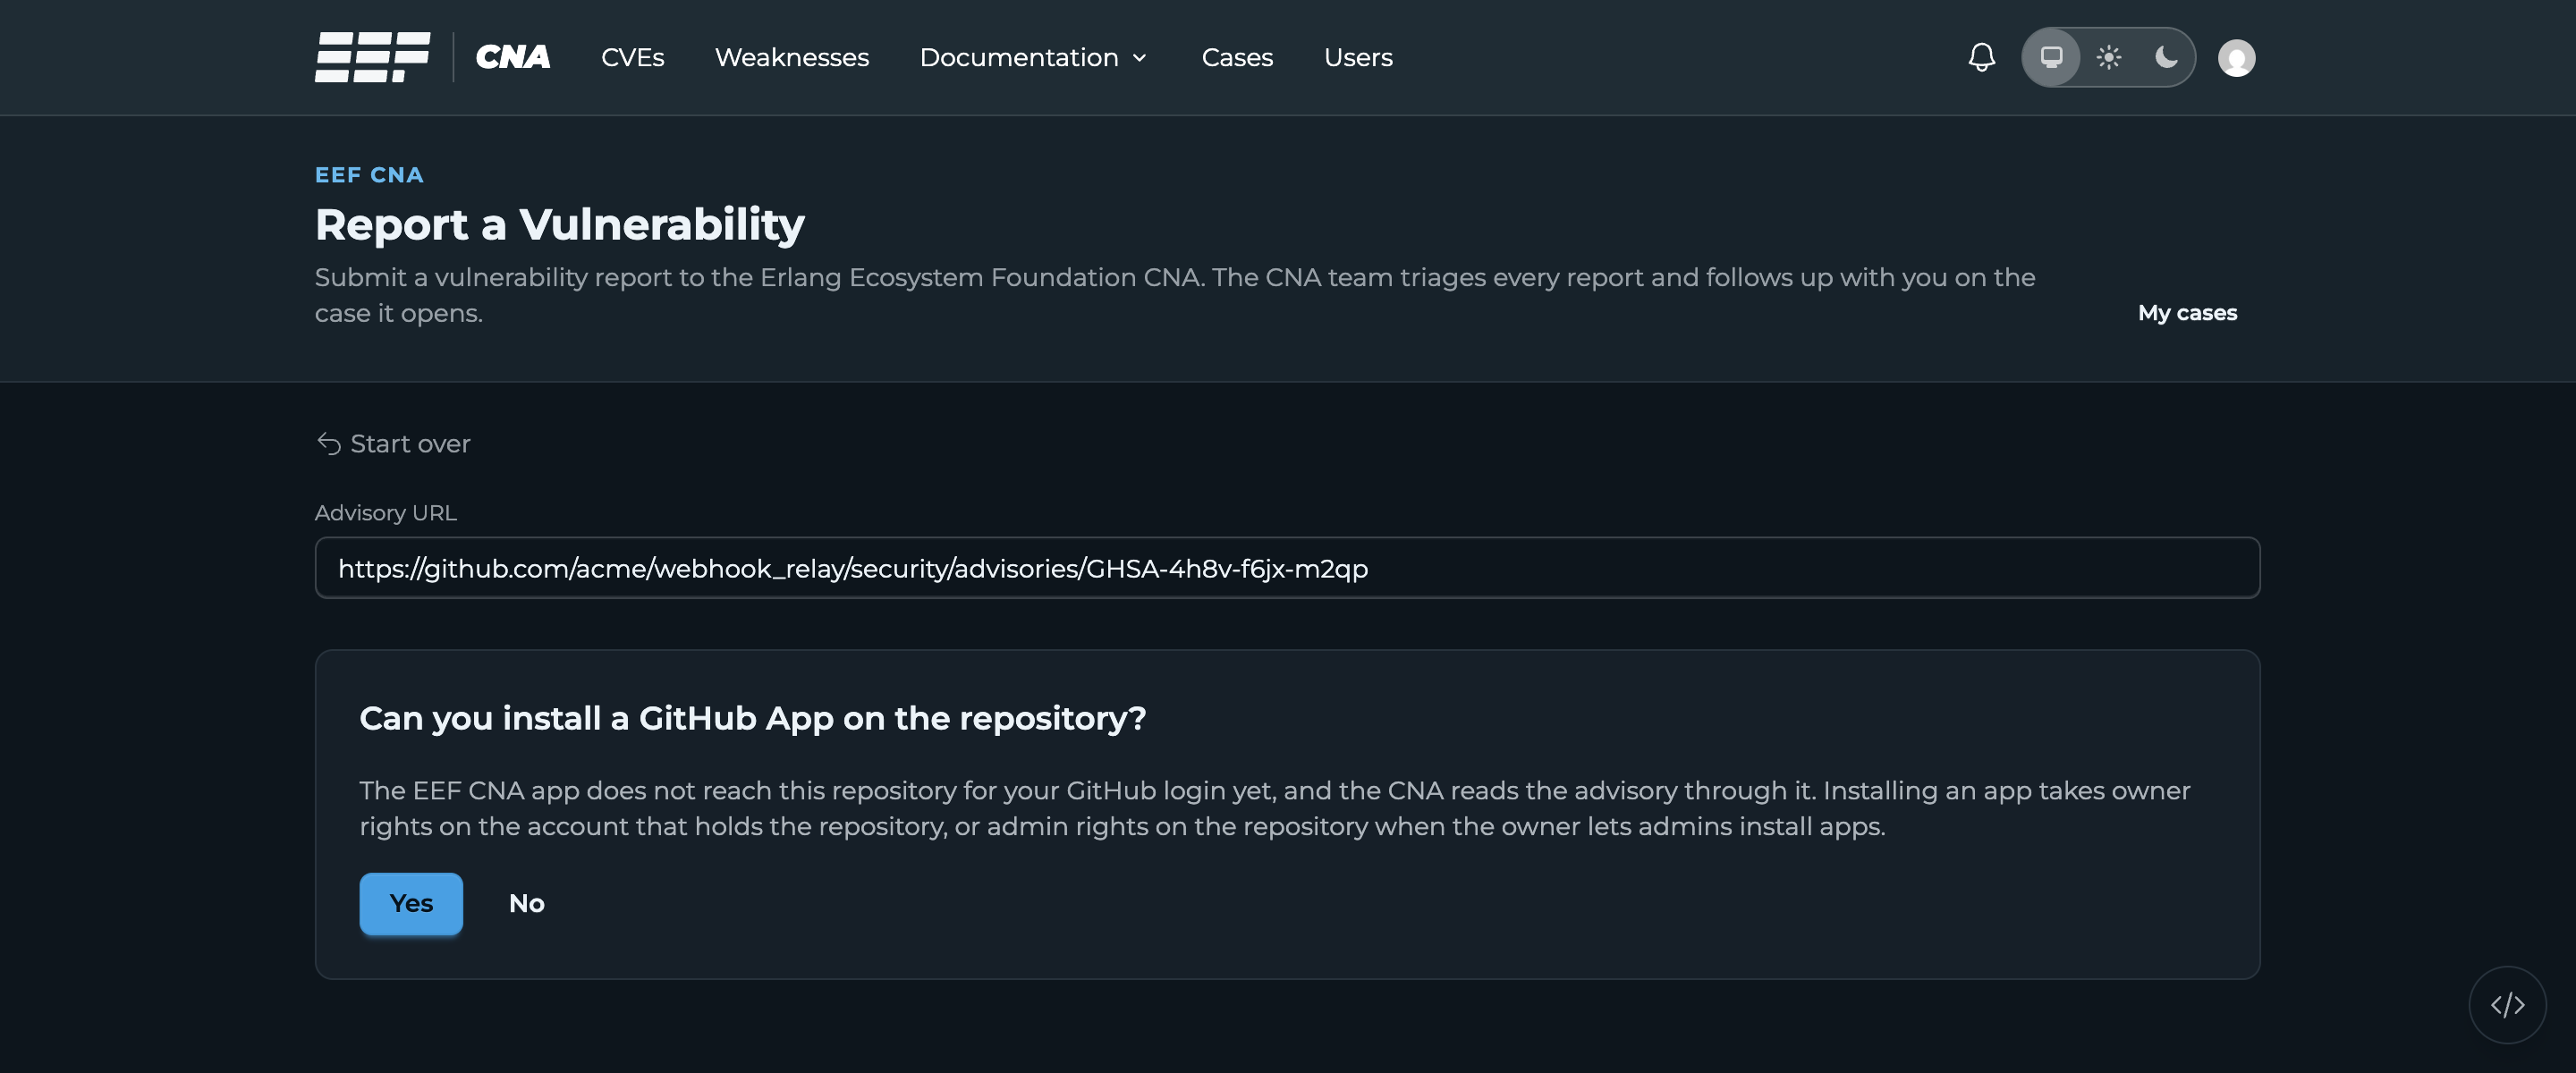 EEF CNA CVEs Weaknesses Documentation Cases Users
EEF CNA
Report a Vulnerability
Submit a vulnerability report to the Erlang Ecosystem Foundation CNA. The CNA team triages every report and follows up with you on the
case it opens.
My cases
Start over
Advisory URL
https://github.com/acme/webhook_relay/security/advisories/GHSA-4h8v-f6jx-m2qp
Can you install a GitHub App on the repository?
The EEF CNA app does not reach this repository for your GitHub login yet, and the CNA reads the advisory through it. Installing an app takes owner
rights on the account that holds the repository, or admin rights on the repository when the owner lets admins install apps.
Yes No